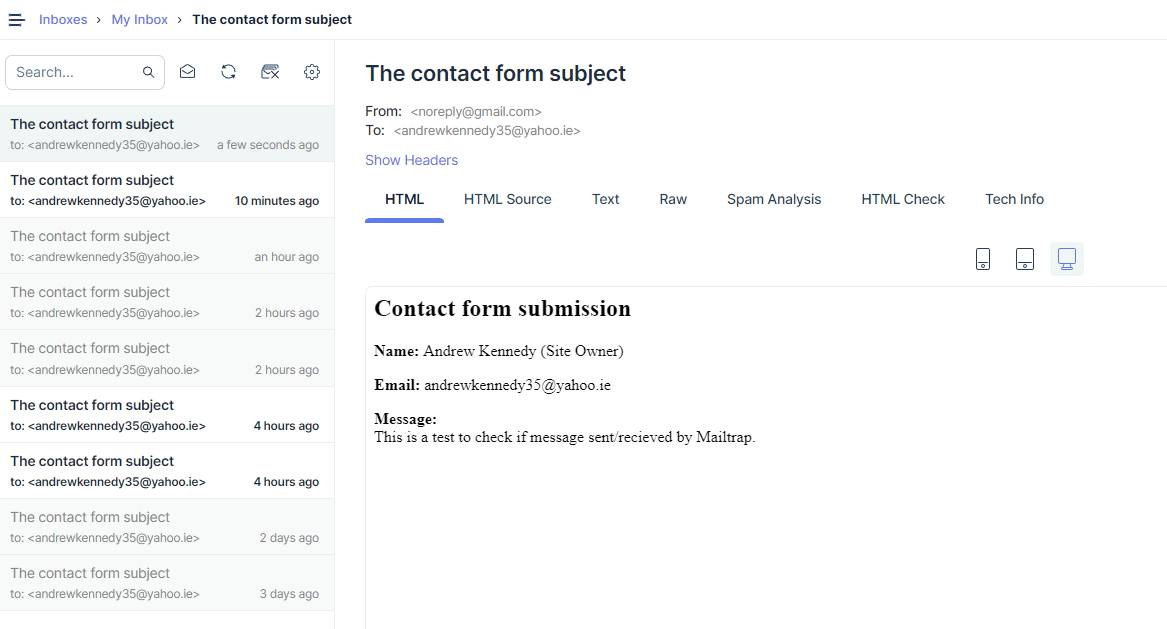 Inboxes › My Inbox › The contact form subject
Search...
The contact form subject
to: <andrewkennedy35@yahoo.ie> a few seconds ago
The contact form subject
to: <andrewkennedy35@yahoo.ie> 10 minutes ago
The contact form subject
to: <andrewkennedy35@yahoo.ie> an hour ago
The contact form subject
to: <andrewkennedy35@yahoo.ie> 2 hours ago
The contact form subject
to: <andrewkennedy35@yahoo.ie> 2 hours ago
The contact form subject
to: <andrewkennedy35@yahoo.ie> 4 hours ago
The contact form subject
to: <andrewkennedy35@yahoo.ie> 4 hours ago
The contact form subject
to: <andrewkennedy35@yahoo.ie> 2 days ago
The contact form subject
to: <andrewkennedy35@yahoo.ie> 3 days ago
The contact form subject
From: <noreply@gmail.com>
To: <andrewkennedy35@yahoo.ie>
Show Headers
HTML HTML Source Text Raw Spam Analysis HTML Check Tech Info
Contact form submission
Name: Andrew Kennedy (Site Owner)
Email: andrewkennedy35@yahoo.ie
Message:
This is a test to check if message sent/recieved by Mailtrap.